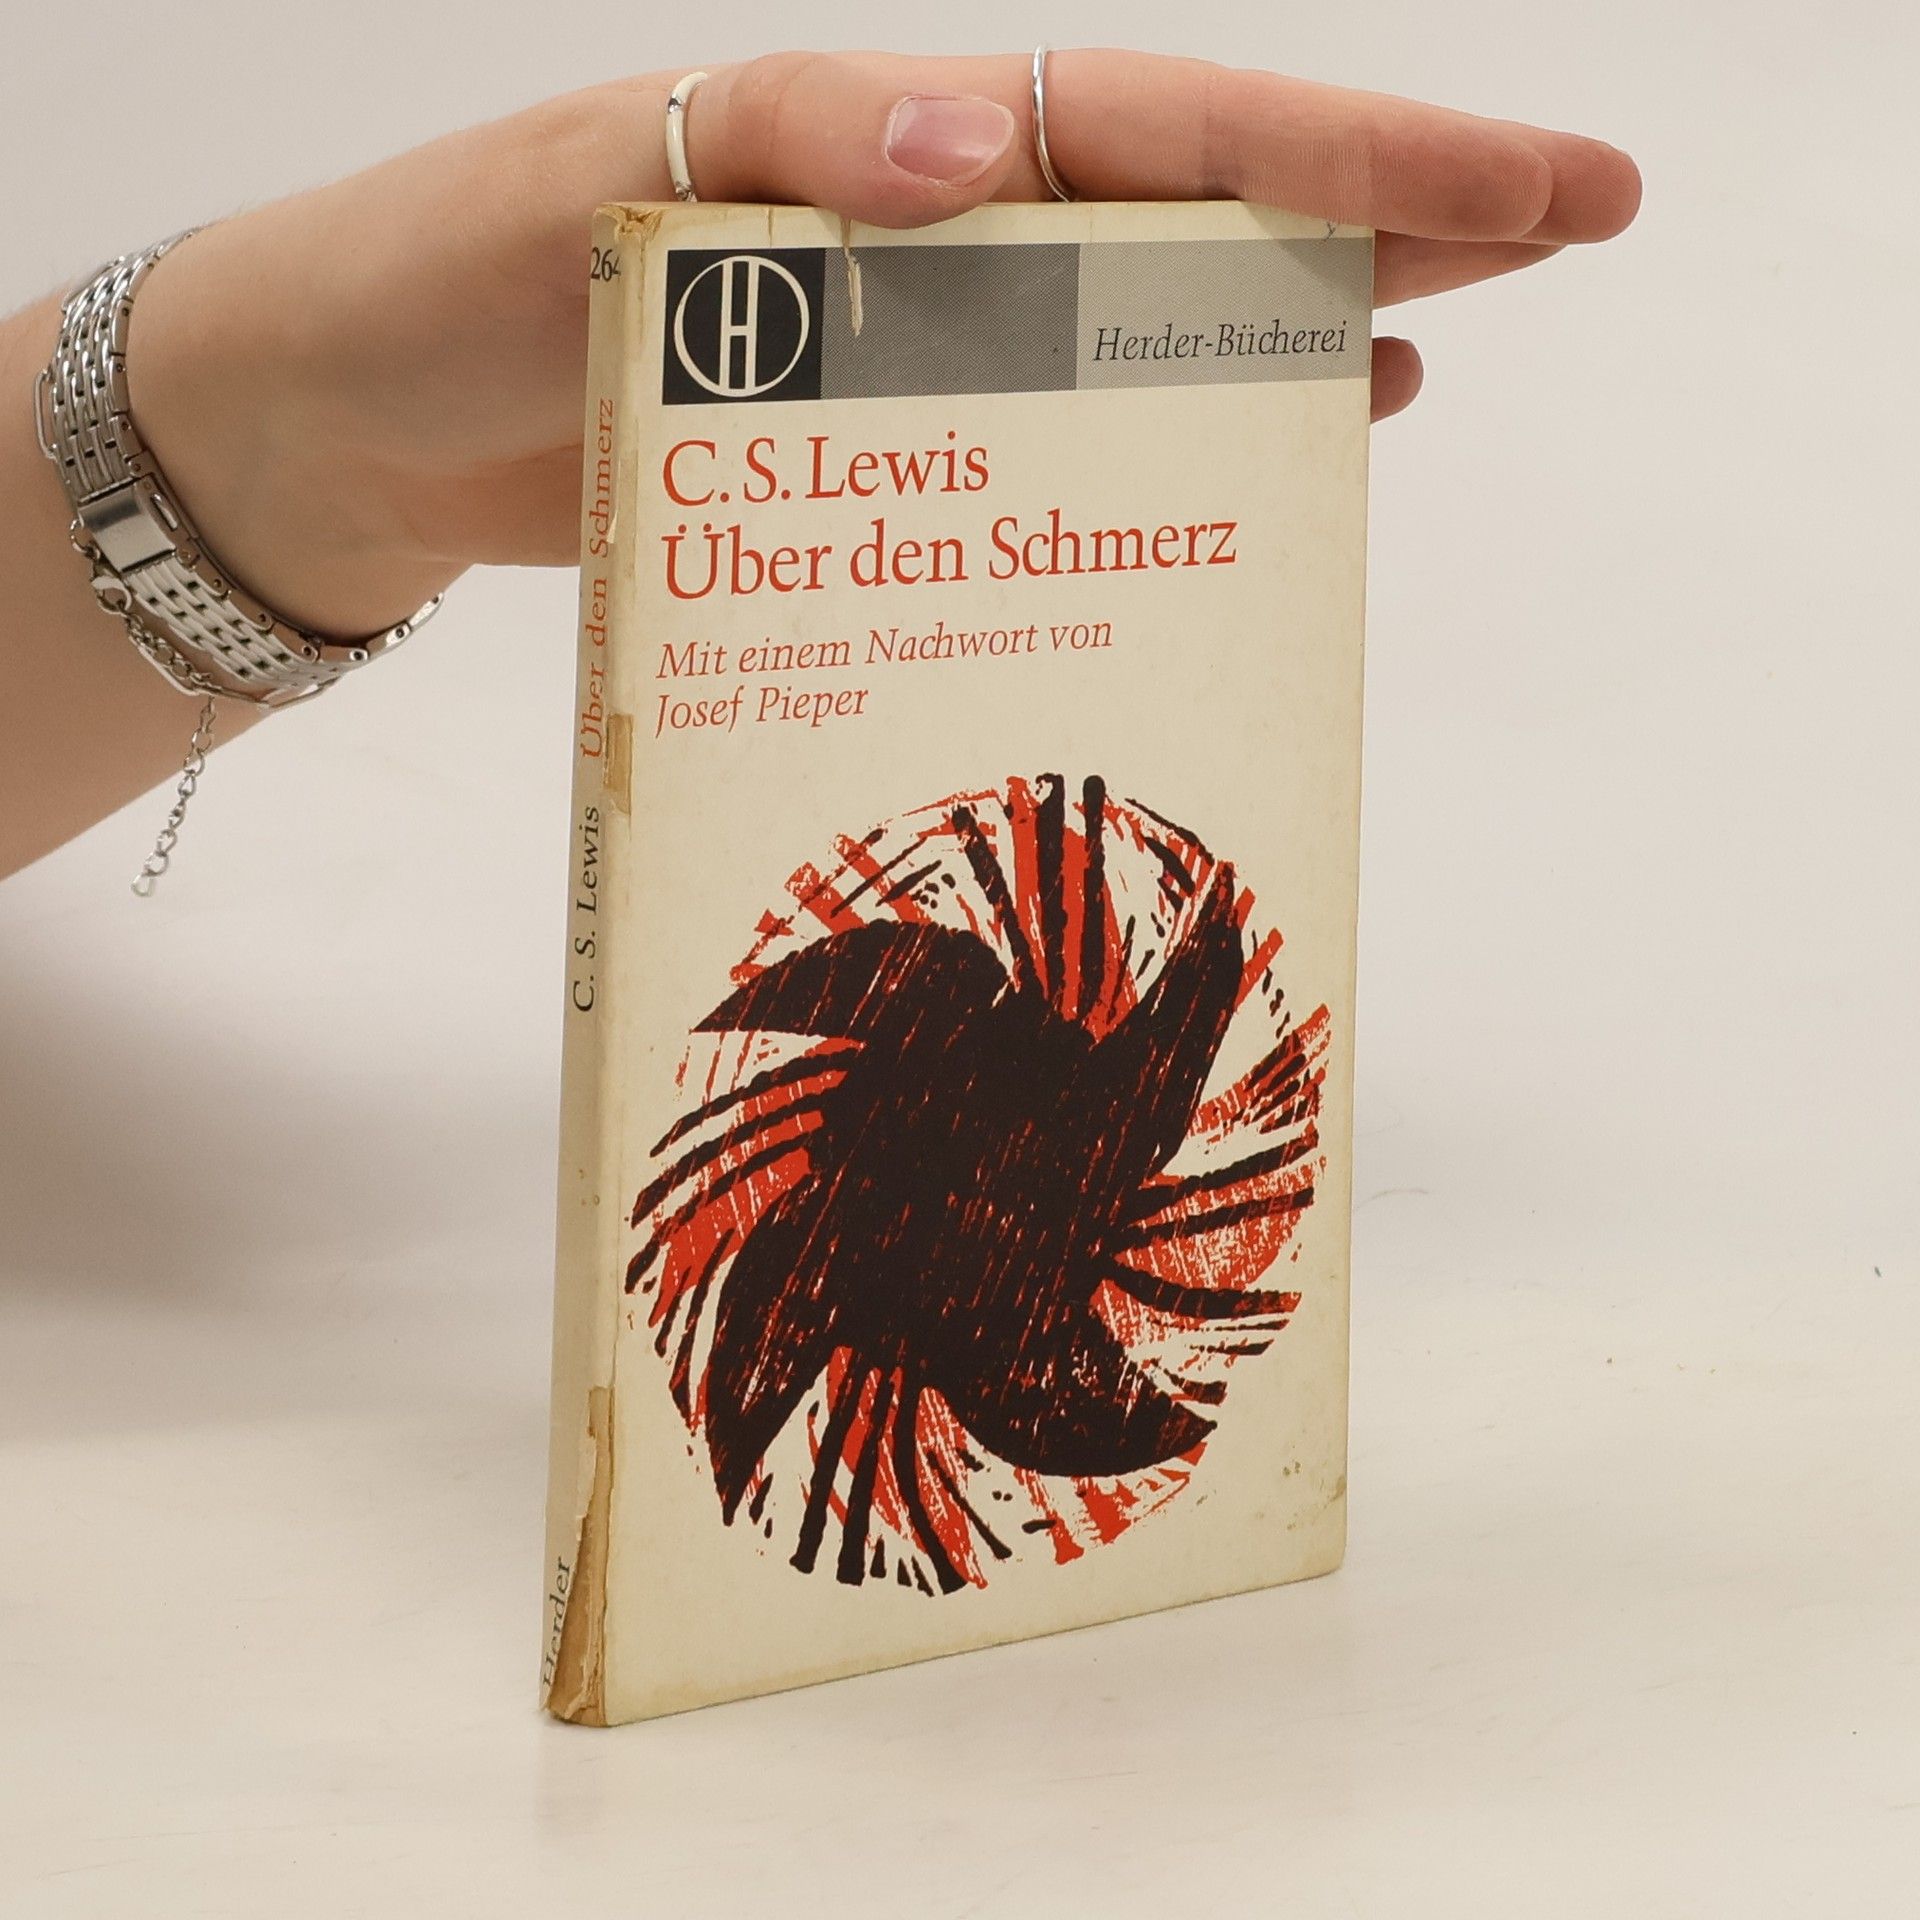 264
H
Herder-Bücherei
C. S. Lewis
Über den Schmerz
Mit einem Nachwort von
Josef Pieper
C. S. Lewis Über den Schmerz
Herder